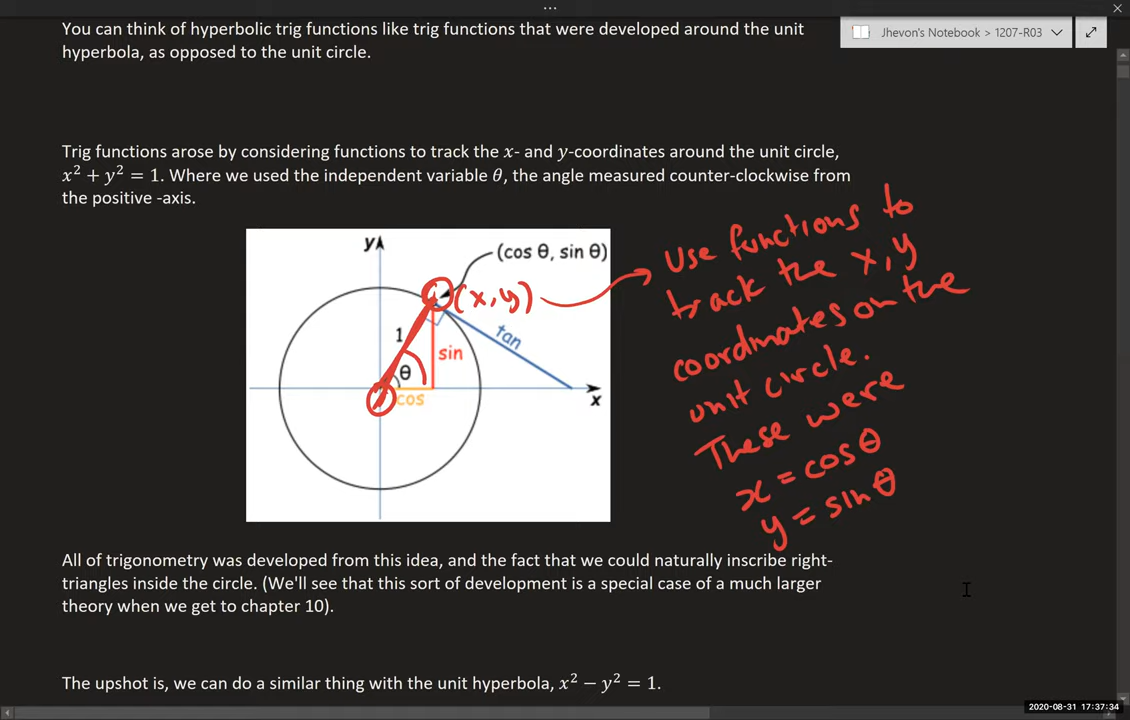 You can think of hyperbolic trig functions like trig functions that were developed around the unit
hyperbola, as opposed to the unit circle.
Jhevon's Notebook > 1207-R03
Trig functions arose by considering functions to track the x- and y-coordinates around the unit circle,
x² + y² = 1. Where we used the independent variable θ, the angle measured counter-clockwise from
the positive -axis.
y
(cos θ, sin θ)
(x,y)
1
sin
tan
θ
cos
x
Use functions to
track the x,y
coordinates on the
unit circle.
These were
x = cosθ
y = sinθ
All of trigonometry was developed from this idea, and the fact that we could naturally inscribe right-
triangles inside the circle. (We'll see that this sort of development is a special case of a much larger
theory when we get to chapter 10).
The upshot is, we can do a similar thing with the unit hyperbola, x² − y² = 1.
2020-08-31 17:37:34